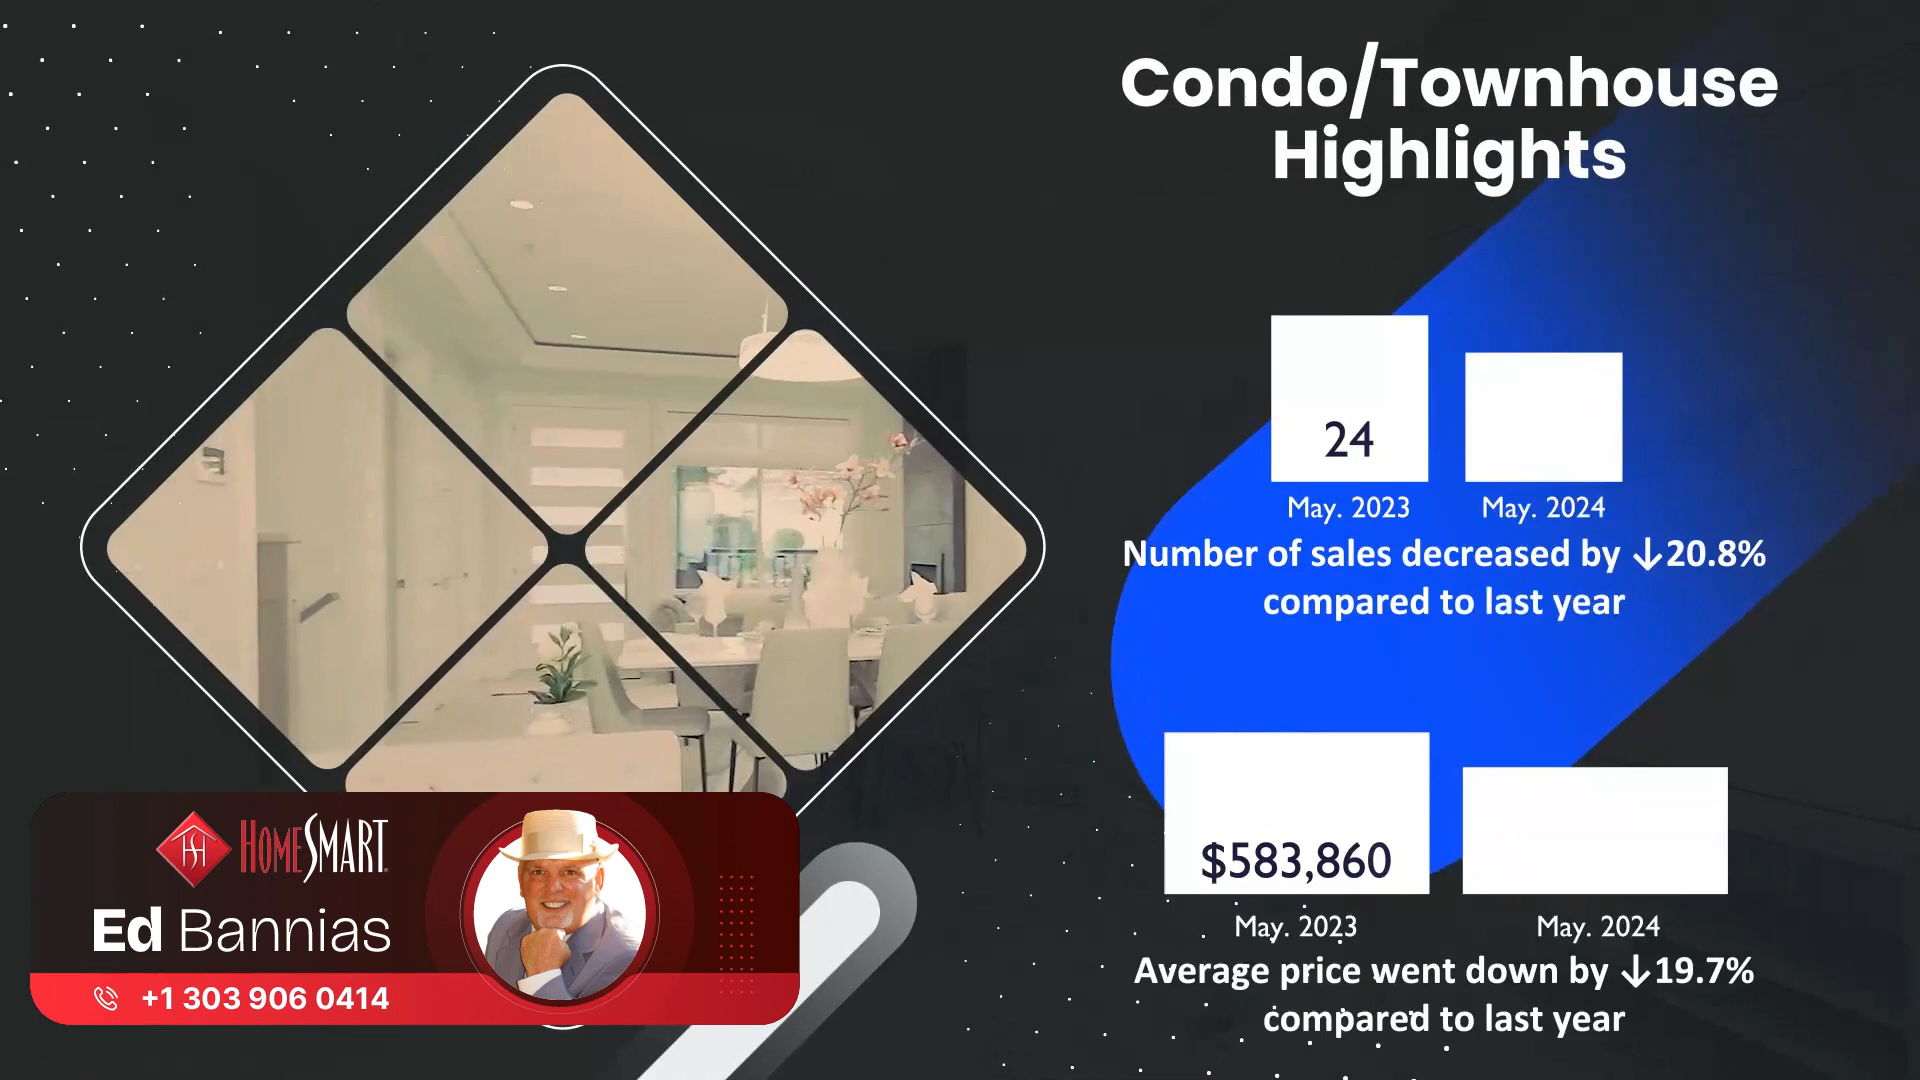 Condo/Townhouse
Highlights
24
May. 2023
May. 2024
Number of sales decreased by ↓20.8%
compared to last year
$583,860
May. 2023
May. 2024
Average price went down by ↓19.7%
compared to last year
HOMESMART
Ed Bannias
+1 303 906 0414